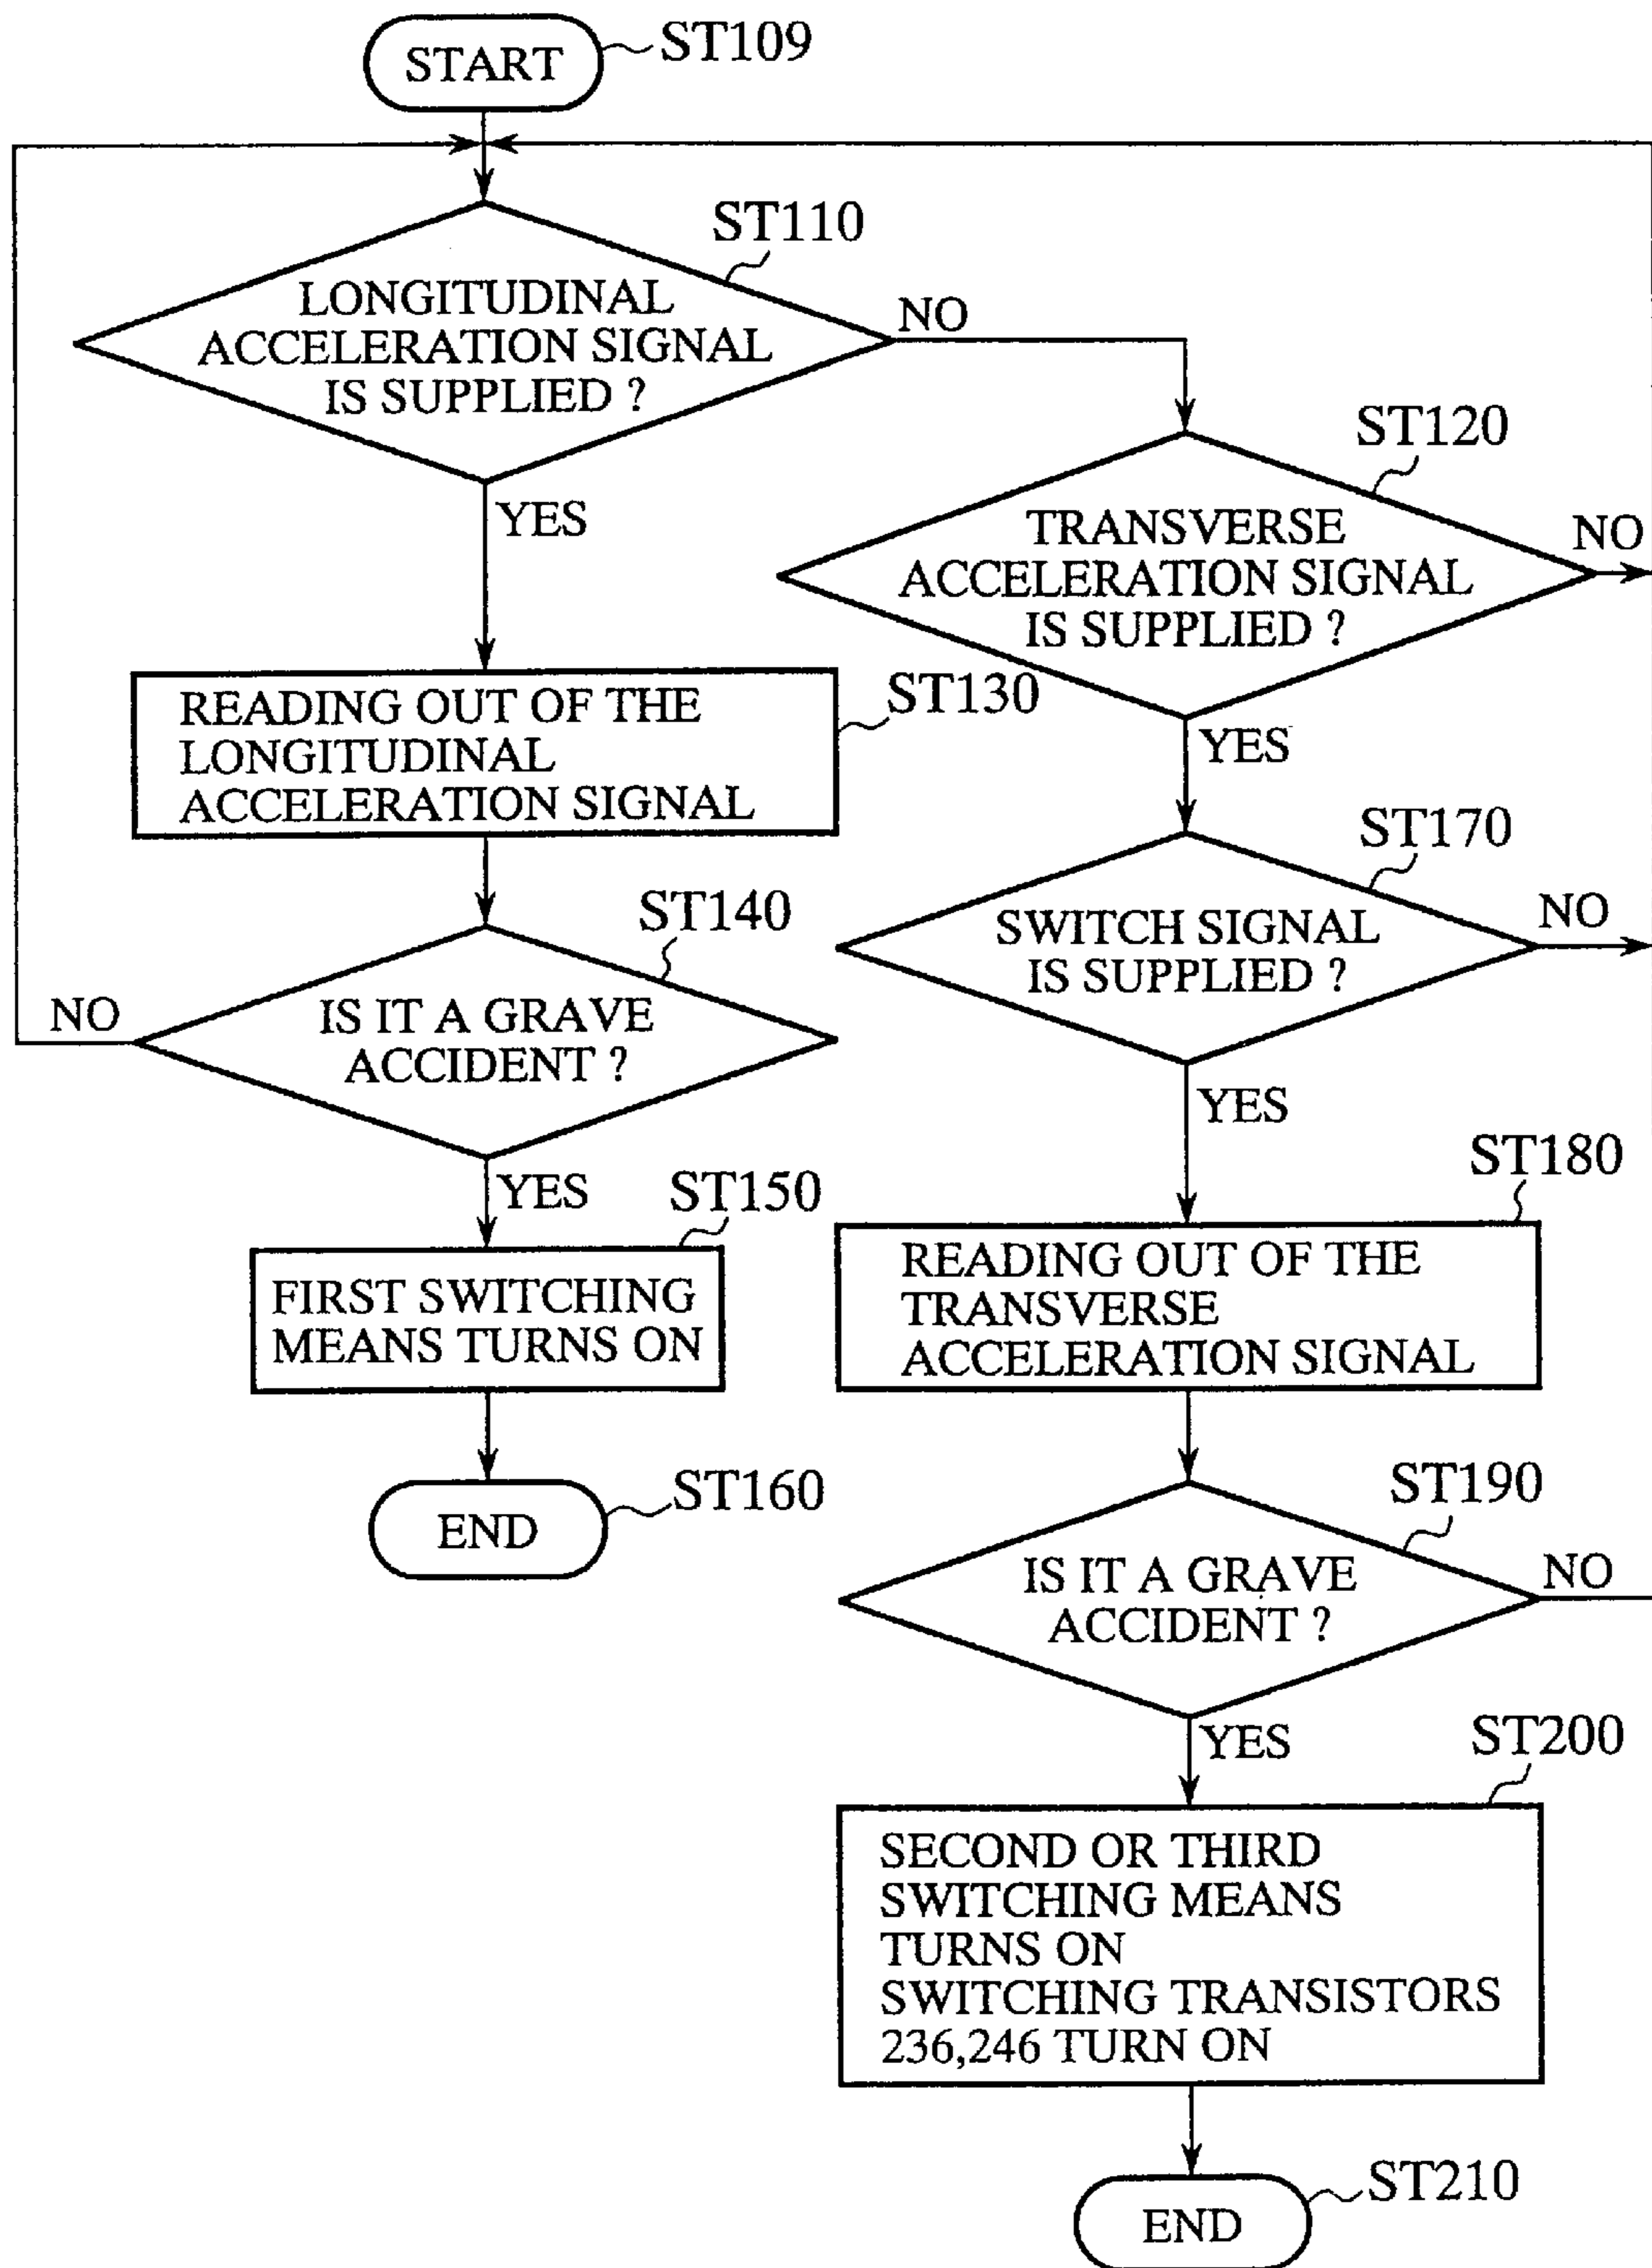 START
ST109
ST110
LONGITUDINAL
ACCELERATION SIGNAL
IS SUPPLIED ?
NO
YES
ST120
TRANSVERSE
ACCELERATION SIGNAL
IS SUPPLIED ?
NO
YES
READING OUT OF THE
LONGITUDINAL
ACCELERATION SIGNAL
ST130
ST140
IS IT A GRAVE
ACCIDENT ?
NO
YES
ST150
FIRST SWITCHING
MEANS TURNS ON
END
ST160
ST170
SWITCH SIGNAL
IS SUPPLIED ?
NO
YES
ST180
READING OUT OF THE
TRANSVERSE
ACCELERATION SIGNAL
ST190
IS IT A GRAVE
ACCIDENT ?
NO
YES
ST200
SECOND OR THIRD
SWITCHING MEANS
TURNS ON
SWITCHING TRANSISTORS
236,246 TURN ON
END
ST210